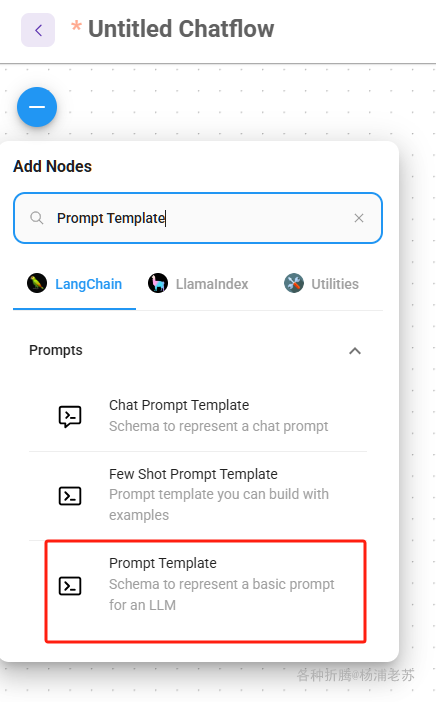 * Untitled Chatflow
Add Nodes
Prompt Template
LangChain
LlamaIndex
Utilities
Prompts
Chat Prompt Template
Schema to represent a chat prompt
Few Shot Prompt Template
Prompt template you can build with
examples
Prompt Template
Schema to represent a basic prompt
for an LLM
各种折腾@杨浦老苏